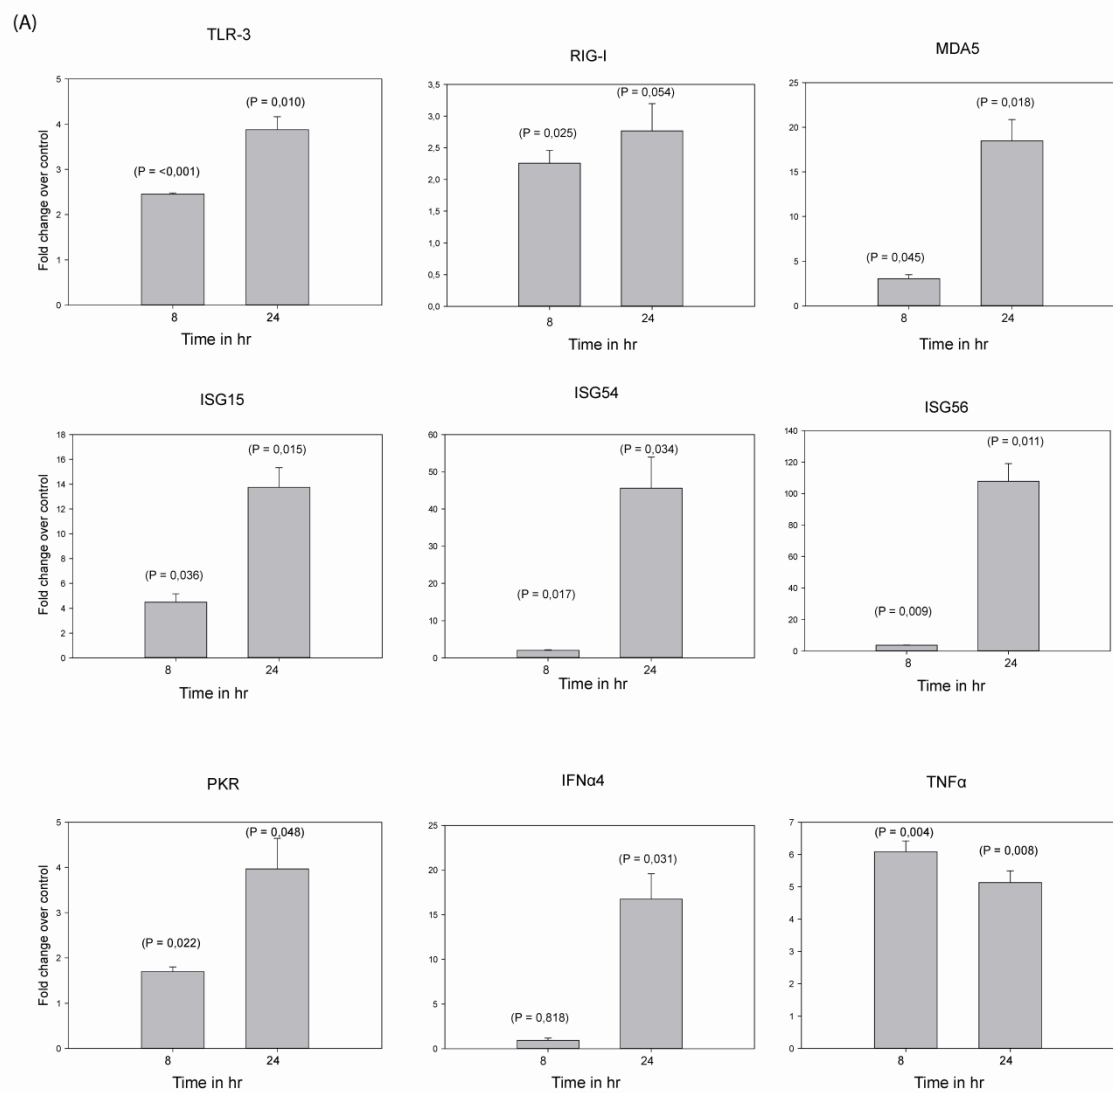 (A)
TLR-3
Fold change over control
5
4
3
2
1
0
(P = <0,001)
(P = 0,010)
8
24
Time in hr
RIG-I
3,5
3,0
2,5
2,0
1,5
1,0
0,5
0,0
(P = 0,025)
(P = 0,054)
8
24
Time in hr
MDA5
25
20
15
10
5
0
(P = 0,045)
(P = 0,018)
8
24
Time in hr
ISG15
Fold change over control
18
16
14
12
10
8
6
4
2
0
(P = 0,036)
(P = 0,015)
8
24
Time in hr
ISG54
60
50
40
30
20
10
0
(P = 0,017)
(P = 0,034)
8
24
Time in hr
ISG56
140
120
100
80
60
40
20
0
(P = 0,009)
(P = 0,011)
8
24
Time in hr
PKR
Fold change over control
5
4
3
2
1
0
(P = 0,022)
(P = 0,048)
8
24
Time in hr
IFNα4
25
20
15
10
5
0
(P = 0,818)
(P = 0,031)
8
24
Time in hr
TNFα
7
6
5
4
3
2
1
0
(P = 0,004)
(P = 0,008)
8
24
Time in hr